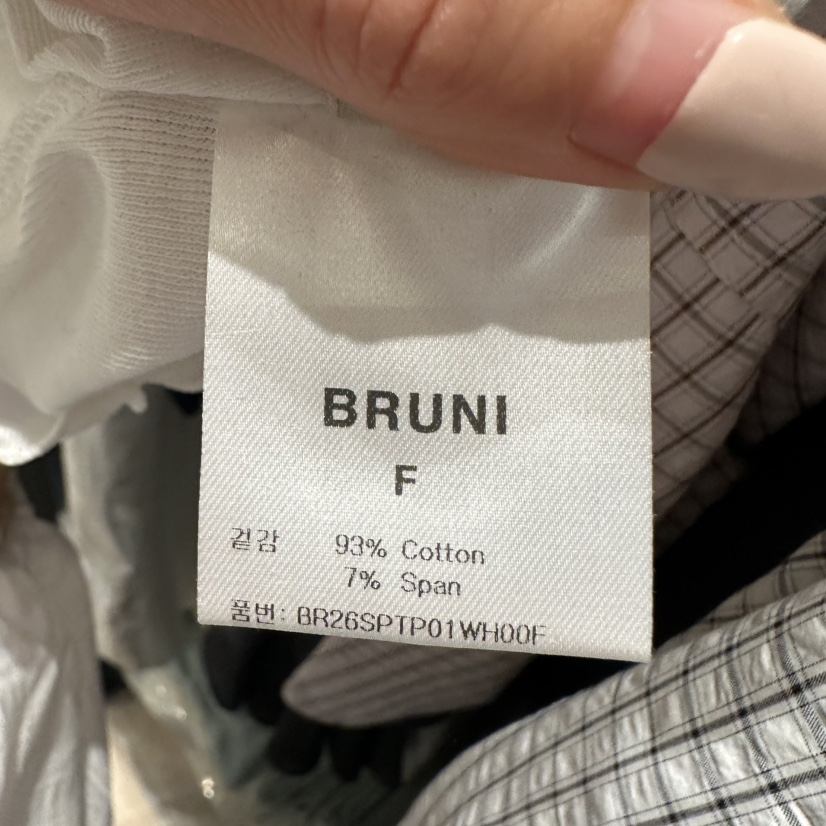 BRUNI
F
겉감 93% Cotton
7% Span
품번: BR26SPTP01WH00F